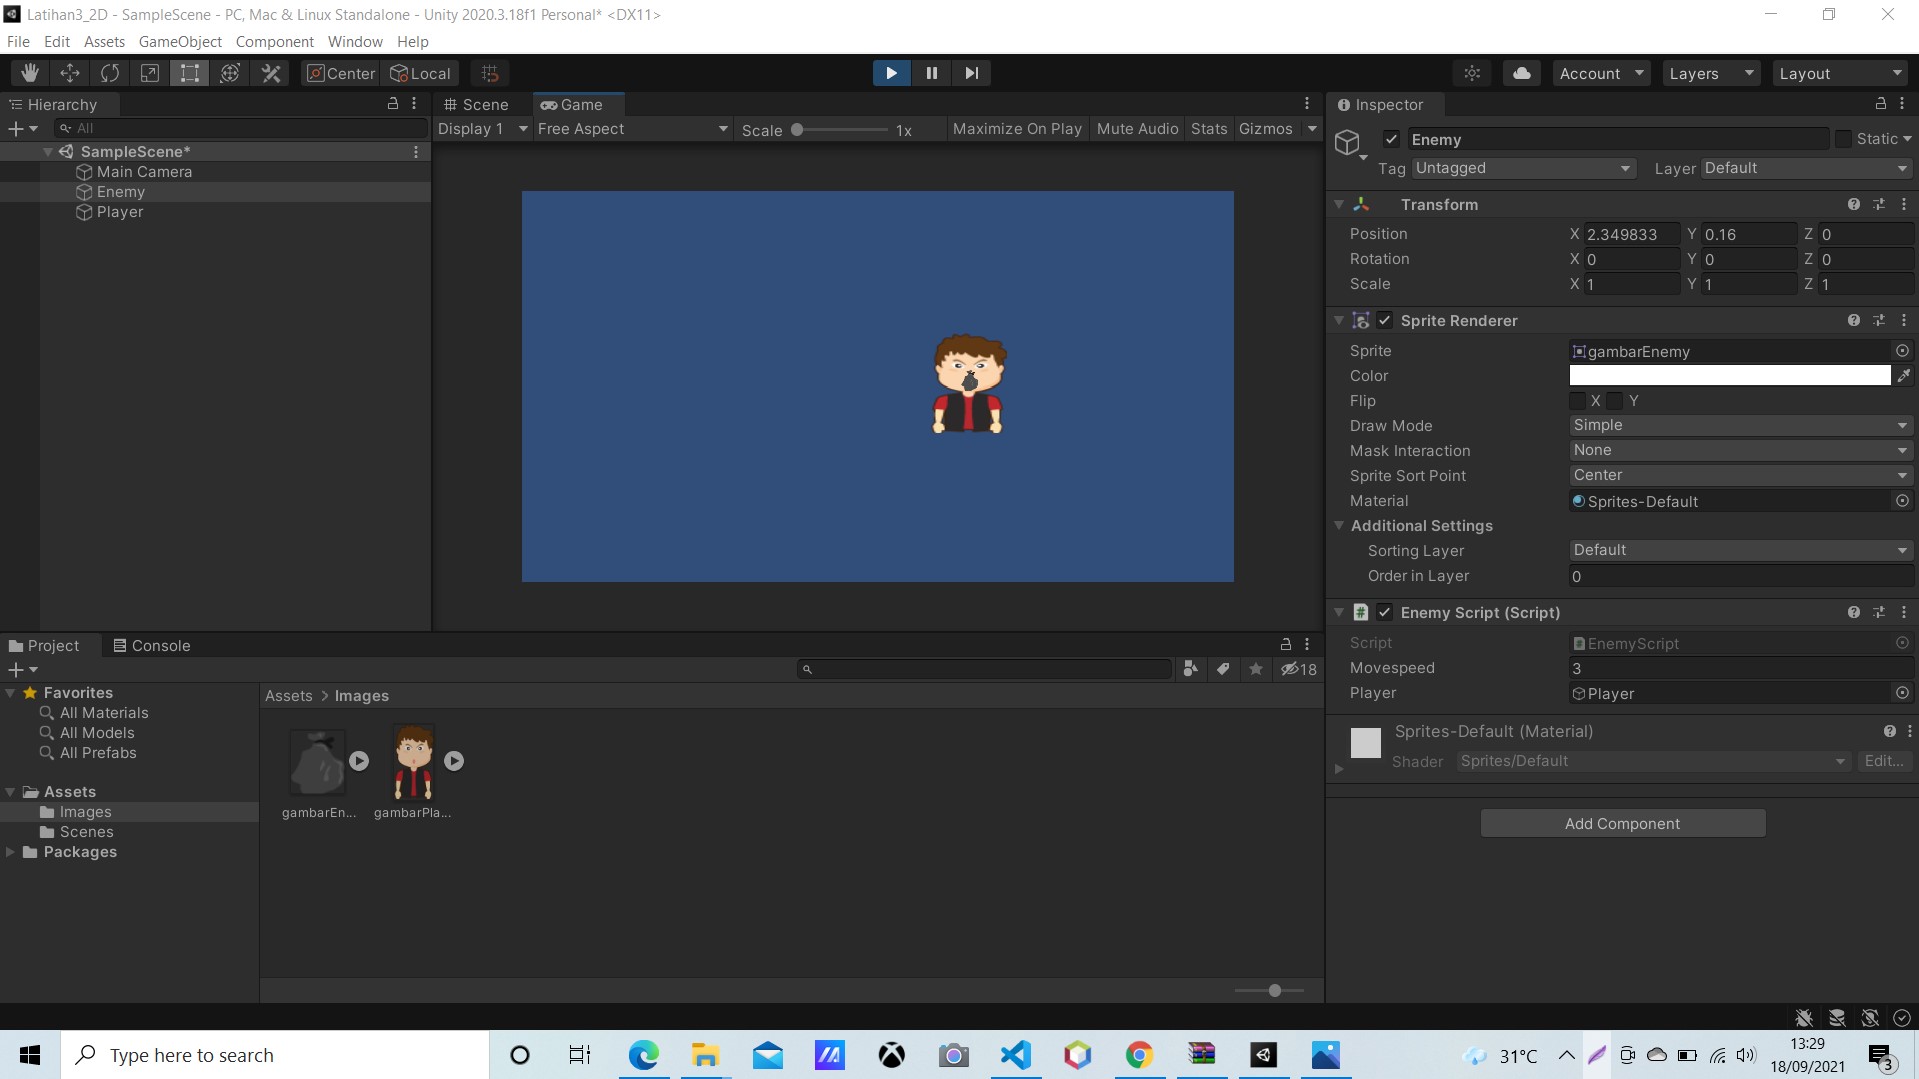 Latihan3_2D - SampleScene - PC, Mac & Linux Standalone - Unity 2020.3.18f1 Personal* <DX11>
File Edit Assets GameObject Component Window Help
Center Local Account Layers Layout
Hierarchy
All
SampleScene*
Main Camera
Enemy
Player
Scene Game
Display 1 Free Aspect Scale 1x Maximize On Play Mute Audio Stats Gizmos
Inspector
Enemy Static
Tag Untagged Layer Default
Transform
Position X 2.349833 Y 0.16 Z 0
Rotation X 0 Y 0 Z 0
Scale X 1 Y 1 Z 1
Sprite Renderer
Sprite gambarEnemy
Color
Flip X Y
Draw Mode Simple
Mask Interaction None
Sprite Sort Point Center
Material Sprites-Default
Additional Settings
Sorting Layer Default
Order in Layer 0
# Enemy Script (Script)
Script EnemyScript
Movespeed 3
Player Player
Sprites-Default (Material)
Shader Sprites/Default Edit...
Add Component
Project Console
18
Favorites
All Materials
All Models
All Prefabs
Assets
Images
Scenes
Packages
Assets > Images
gambarEn... gambarPla...
Type here to search
31°C
13:29
18/09/2021
3